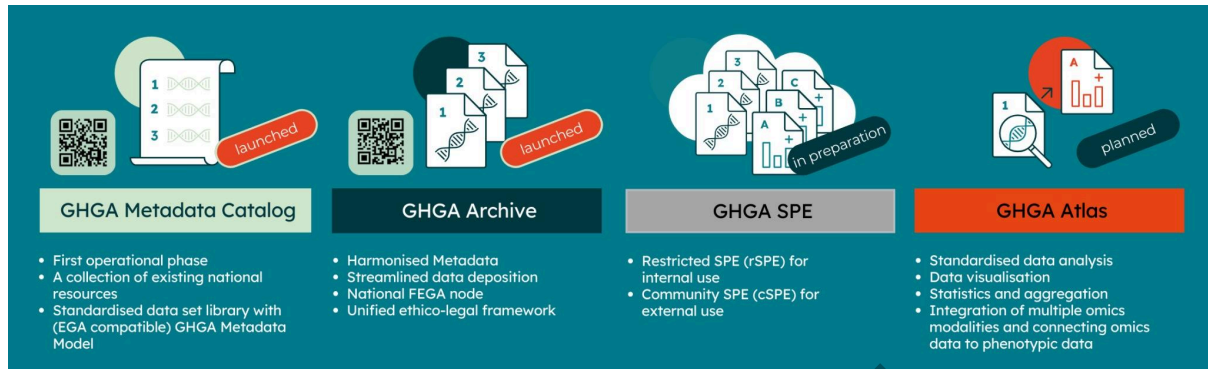 1
2
3
launched
GHGA Metadata Catalog
• First operational phase
• A collection of existing national
resources
• Standardised data set library with
(EGA compatible) GHGA Metadata
Model
3
2
1
launched
GHGA Archive
• Harmonised Metadata
• Streamlined data deposition
• National FEGA node
• Unified ethico-legal framework
3
2
1
C
B
A
in preparation
GHGA SPE
• Restricted SPE (rSPE) for
internal use
• Community SPE (cSPE) for
external use
A
1
planned
GHGA Atlas
• Standardised data analysis
• Data visualisation
• Statistics and aggregation
• Integration of multiple omics
modalities and connecting omics
data to phenotypic data